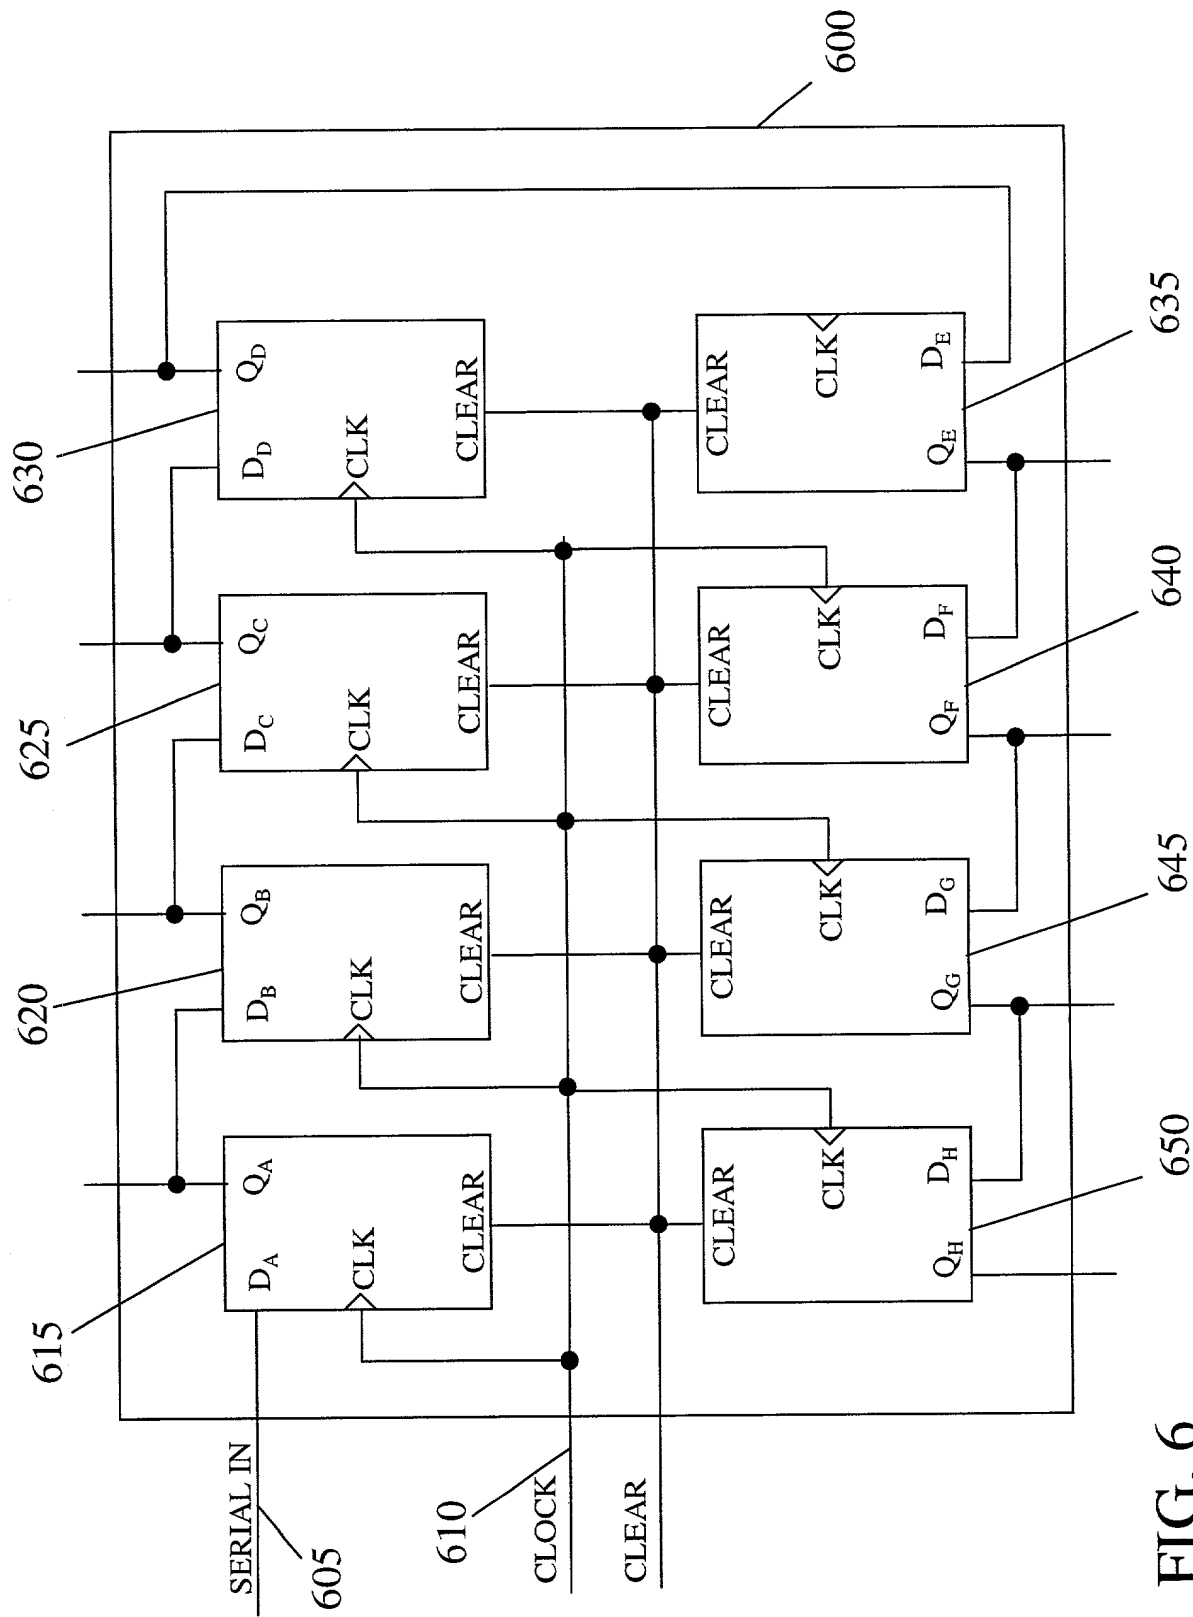 600
630
625
620
615
Q_A
D_A
CLK
CLEAR
Q_B
D_B
CLK
CLEAR
Q_C
D_C
CLK
CLEAR
Q_D
D_D
CLK
CLEAR
SERIAL IN
605
610
CLOCK
CLEAR
CLEAR
CLK
Q_H
D_H
CLEAR
CLK
Q_G
D_G
CLEAR
CLK
Q_F
D_F
CLEAR
CLK
Q_E
D_E
650
645
640
635
FIG. 6